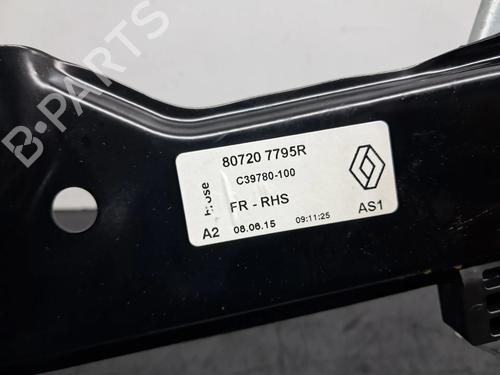 B-PARTS
80720 7795R
C39780-100
FR - RHS
A2 08.06.15 09:11:25 AS1